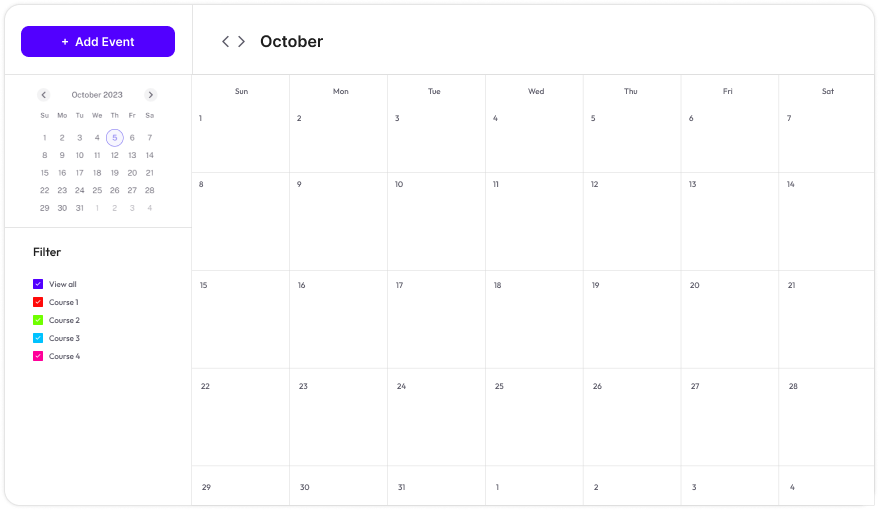 + Add Event
October
October 2023
Su Mo Tu We Th Fr Sa
1 2 3 4 5 6 7
8 9 10 11 12 13 14
15 16 17 18 19 20 21
22 23 24 25 26 27 28
29 30 31 1 2 3 4
Filter
View all
Course 1
Course 2
Course 3
Course 4
Sun Mon Tue Wed Thu Fri Sat
1 2 3 4 5 6 7
8 9 10 11 12 13 14
15 16 17 18 19 20 21
22 23 24 25 26 27 28
29 30 31 1 2 3 4